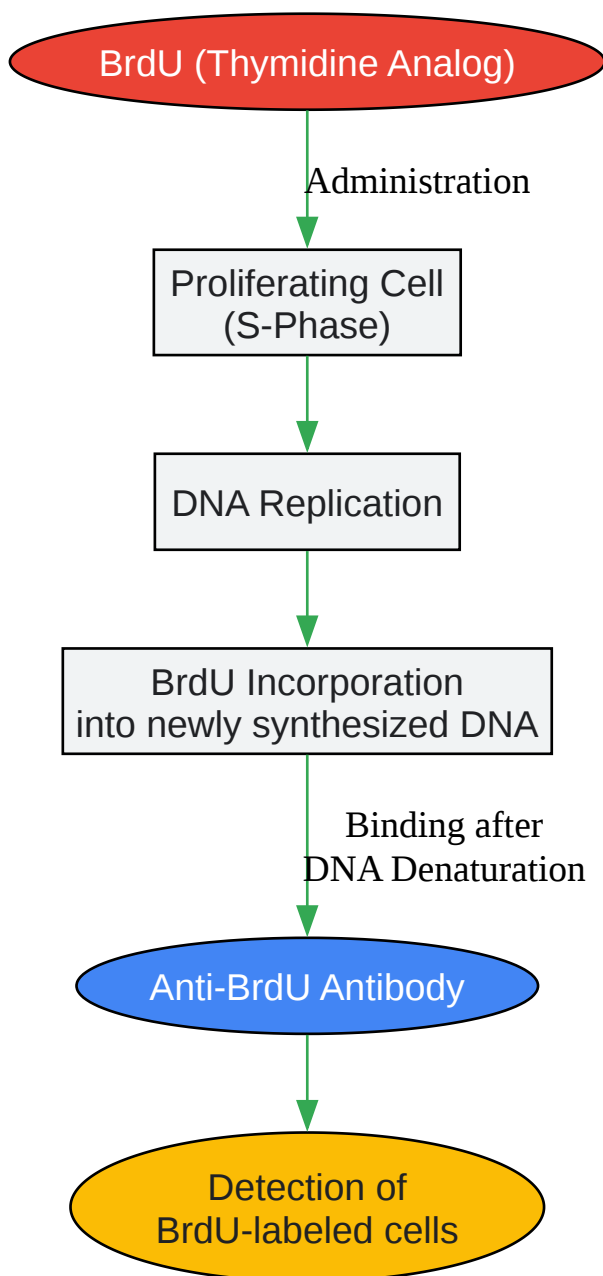 BrdU (Thymidine Analog)
Administration
Proliferating Cell
(S-Phase)
DNA Replication
BrdU Incorporation
into newly synthesized DNA
Binding after
DNA Denaturation
Anti-BrdU Antibody
Detection of
BrdU-labeled cells